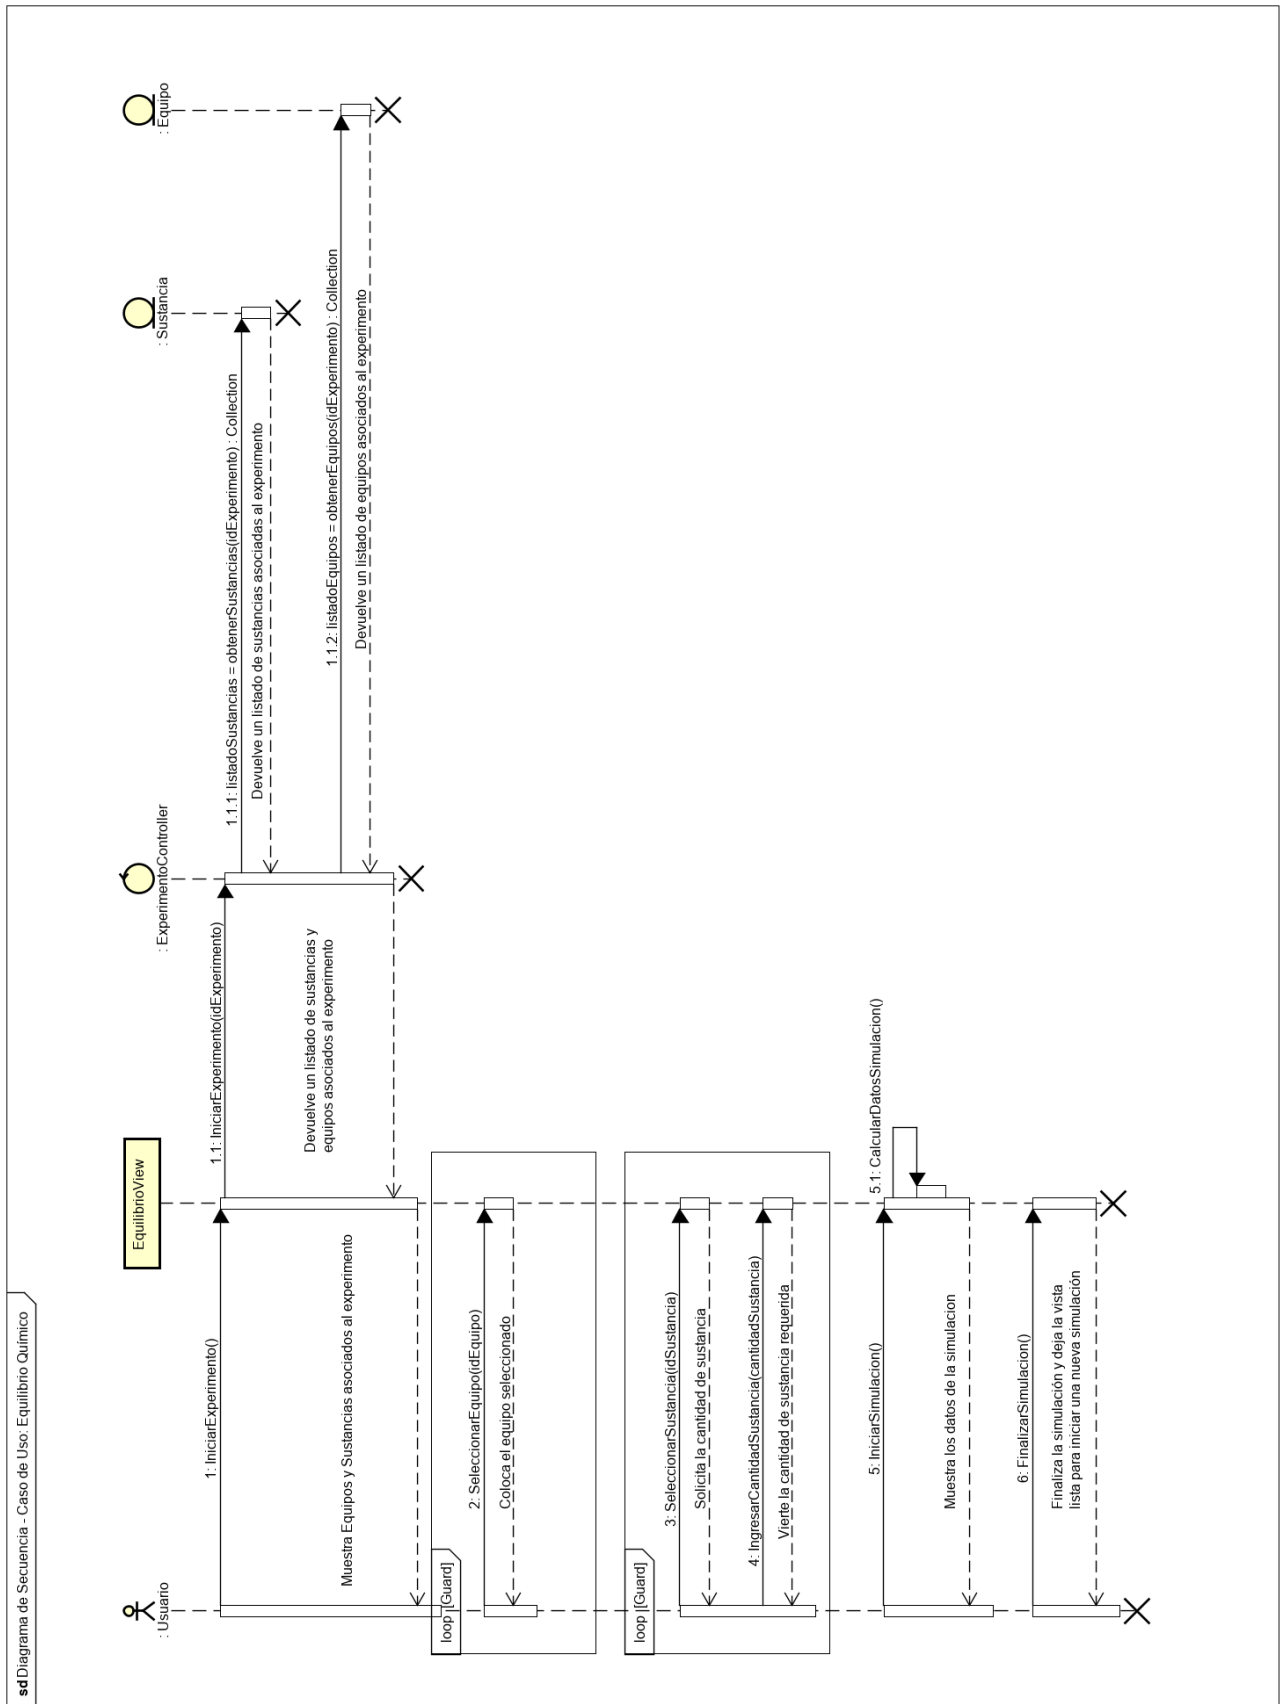 sd Diagrama de Secuencia - Caso de Uso: Equilibrio Químico
: Usuario
EquilibrioView
: ExperimentoController
: Sustancia
: Equipo
1: IniciarExperimento()
1.1: IniciarExperimento(idExperimento)
1.1.1: listadoSustancias = obtenerSustancias(idExperimento) : Collection
Devuelve un listado de sustancias asociadas al experimento
1.1.2: listadoEquipos = obtenerEquipos(idExperimento) : Collection
Devuelve un listado de equipos asociados al experimento
Devuelve un listado de sustancias y
equipos asociados al experimento
Muestra Equipos y Sustancias asociados al experimento
loop [Guard]
2: SeleccionarEquipo(idEquipo)
Coloca el equipo seleccionado
loop [Guard]
3: SeleccionarSustancia(idSustancia)
Solicita la cantidad de sustancia
4: IngresarCantidadSustancia(cantidadSustancia)
Vierte la cantidad de sustancia requerida
5: IniciarSimulacion()
5.1: CalcularDatosSimulacion()
Muestra los datos de la simulacion
6: FinalizarSimulacion()
Finaliza la simulación y deja la vista
lista para iniciar una nueva simulación